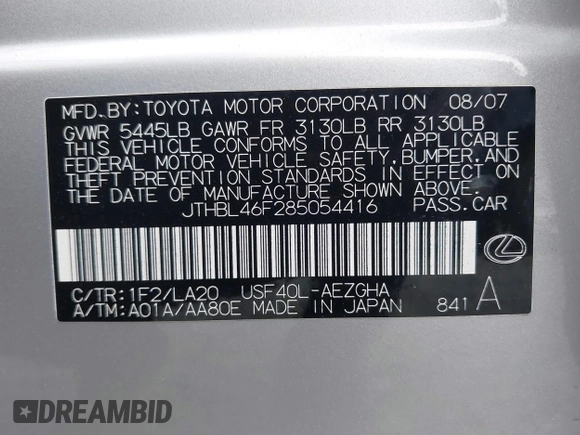 MFD. BY: TOYOTA MOTOR CORPORATION 08/07
GVWR 5445LB GAWR FR 3130LB RR 3130LB
THIS VEHICLE CONFORMS TO ALL APPLICABLE
FEDERAL MOTOR VEHICLE SAFETY, BUMPER, AND
THEFT PREVENTION STANDARDS IN EFFECT ON
THE DATE OF MANUFACTURE SHOWN ABOVE.
JTHBL46F285054416 PASS. CAR
C/TR: 1F2/LA20 USF40L-AEZGHA
A/TM: A01A/AA80E MADE IN JAPAN 841 A
DREAMBID